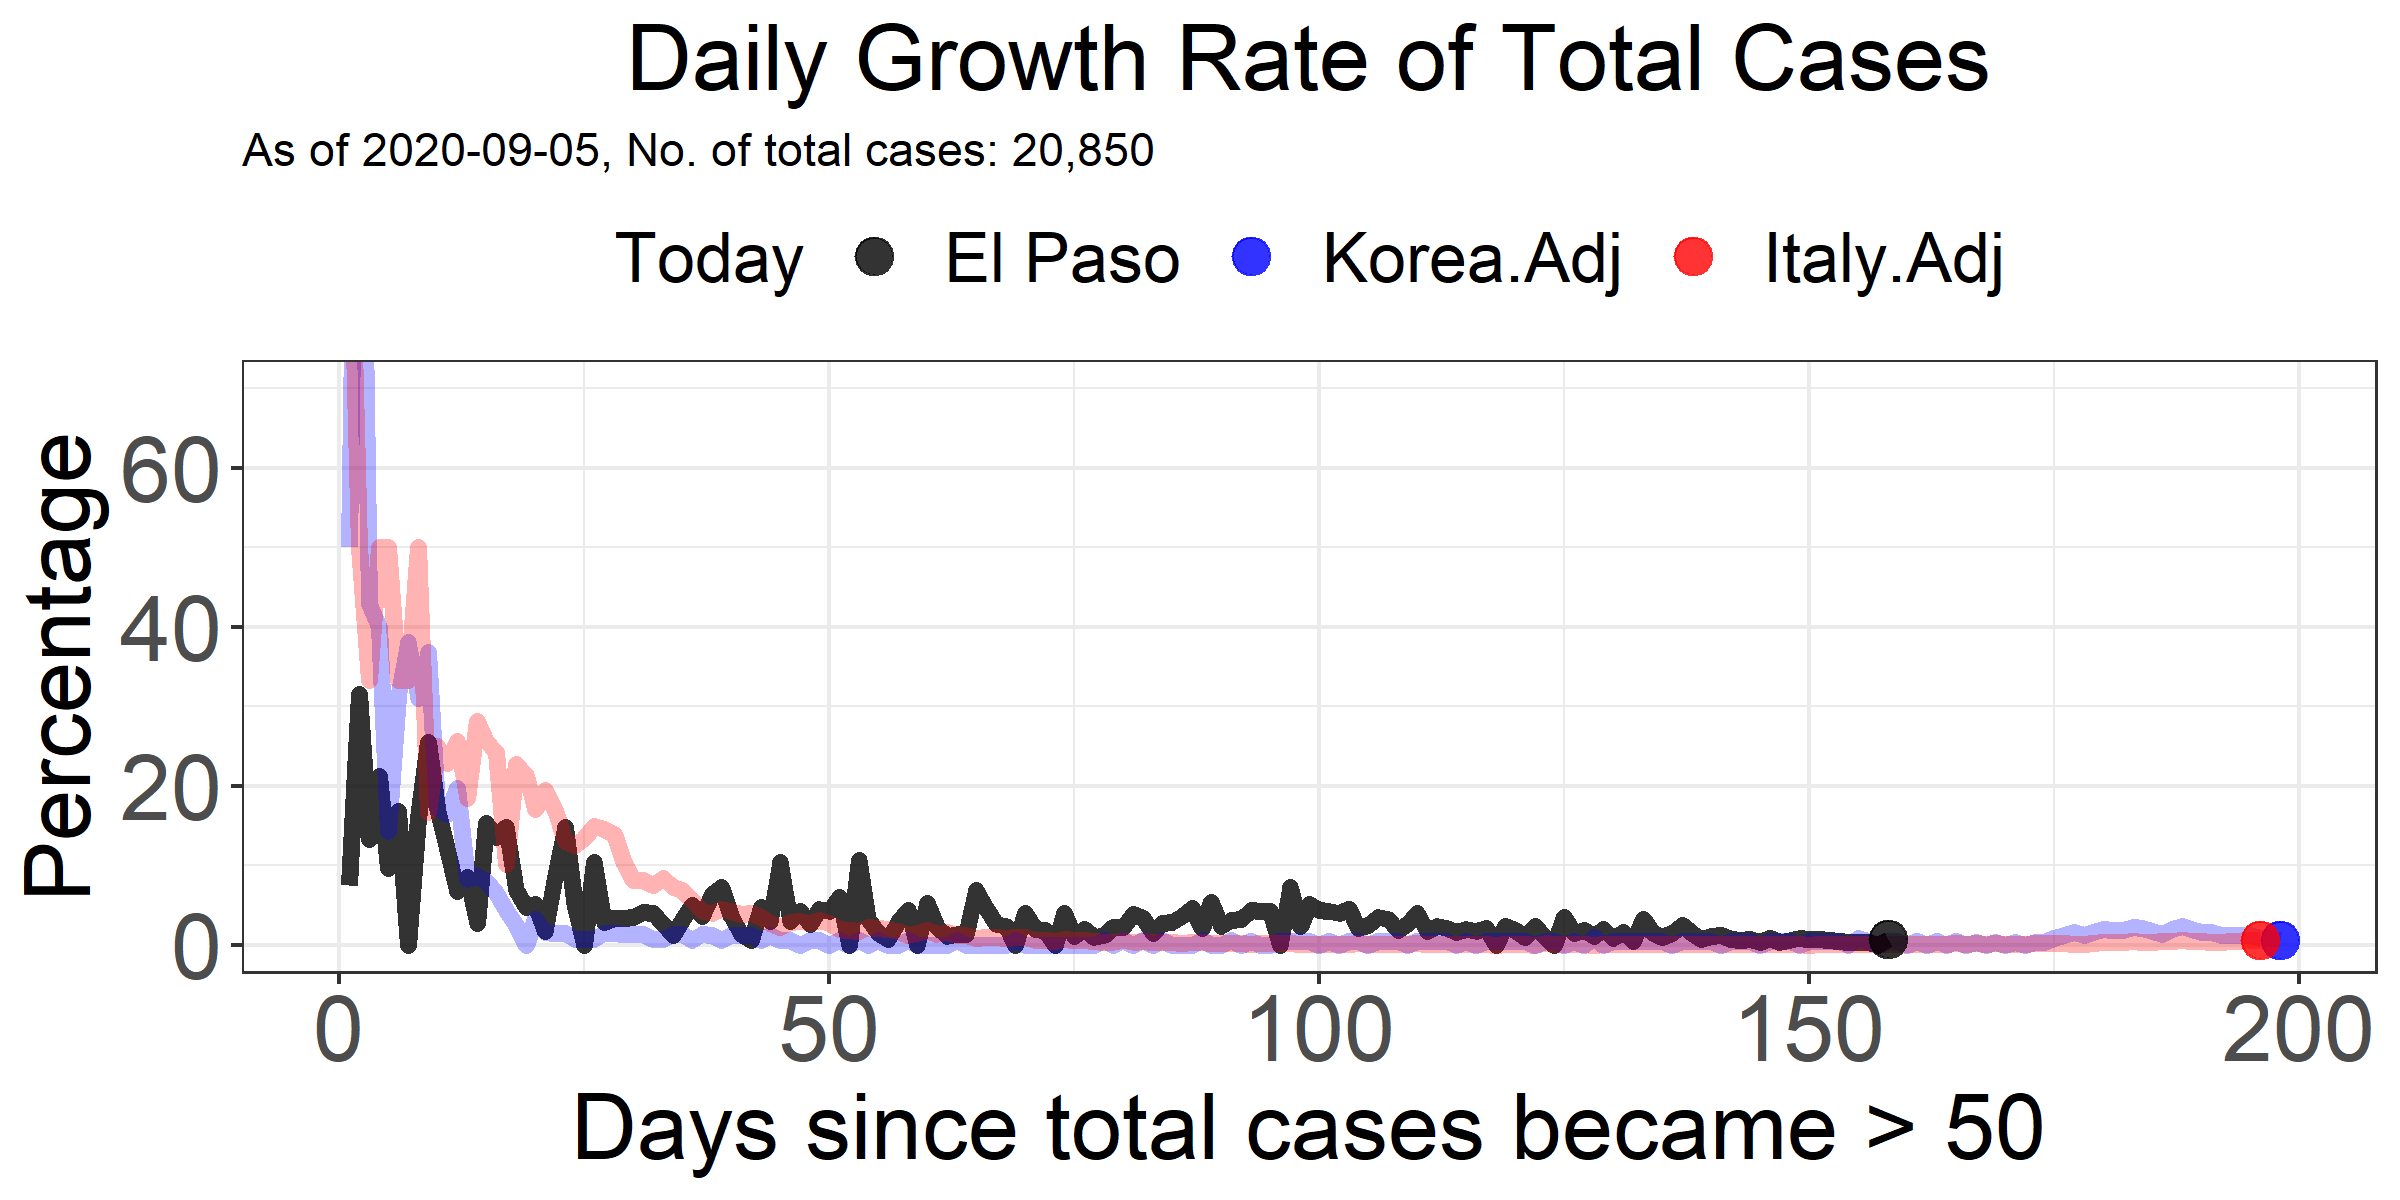 Daily Growth Rate of Total Cases
As of 2020-09-05, No. of total cases: 20,850
Today El Paso Korea.Adj Italy.Adj
Percentage
60
40
20
0
0 50 100 150 200
Days since total cases became > 50